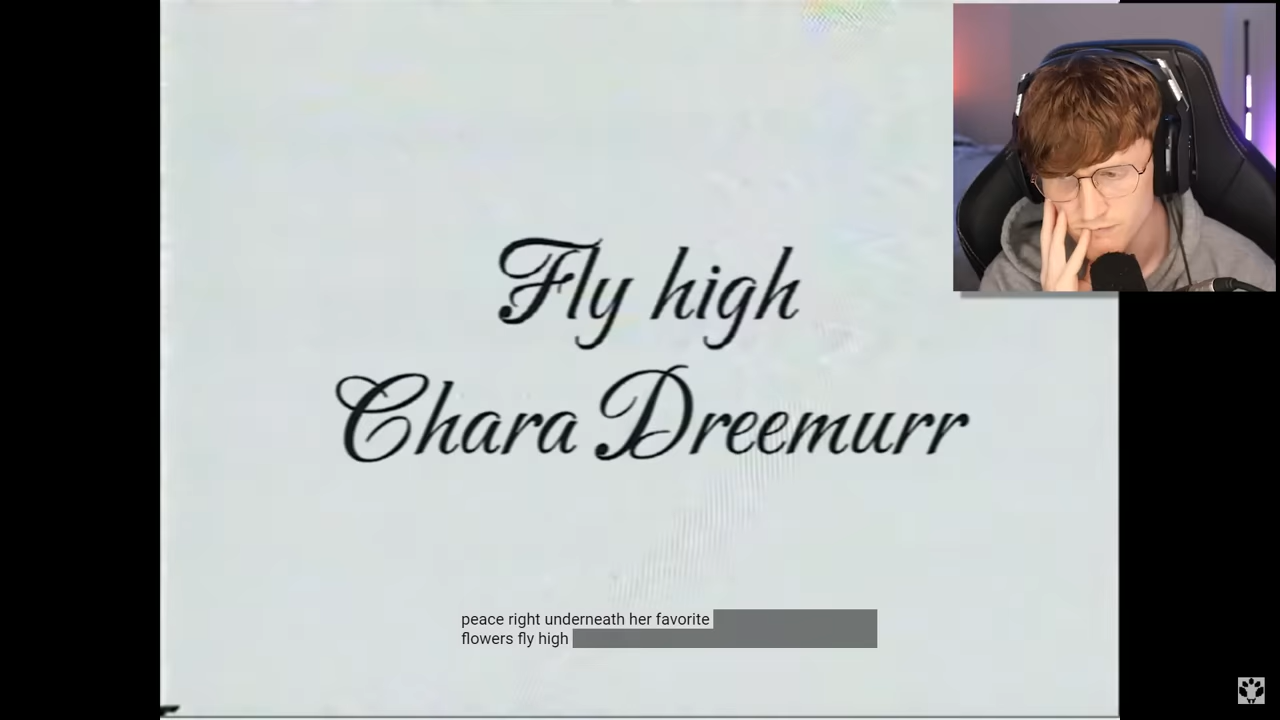 Fly high
Chara Dreemurr
peace right underneath her favorite
flowers fly high